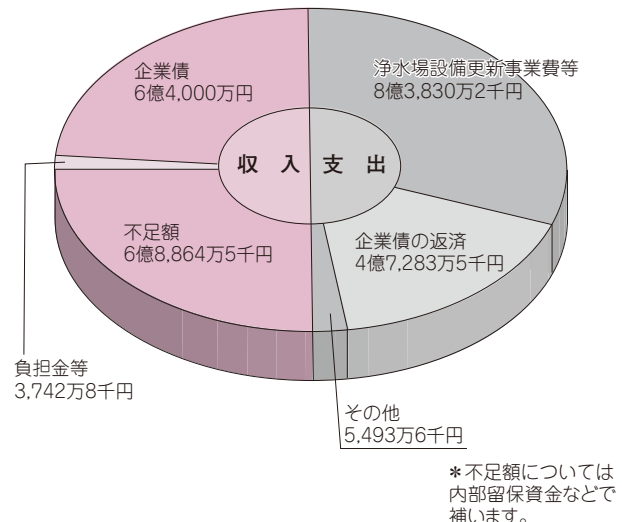 企業債
6億4,000万円
浄水場設備更新事業費等
8億3,830万2千円
収入
支出
不足額
6億8,864万5千円
企業債の返済
4億7,283万5千円
負担金等
3,742万8千円
その他
5,493万6千円
＊不足額については
内部留保資金などで
補います。